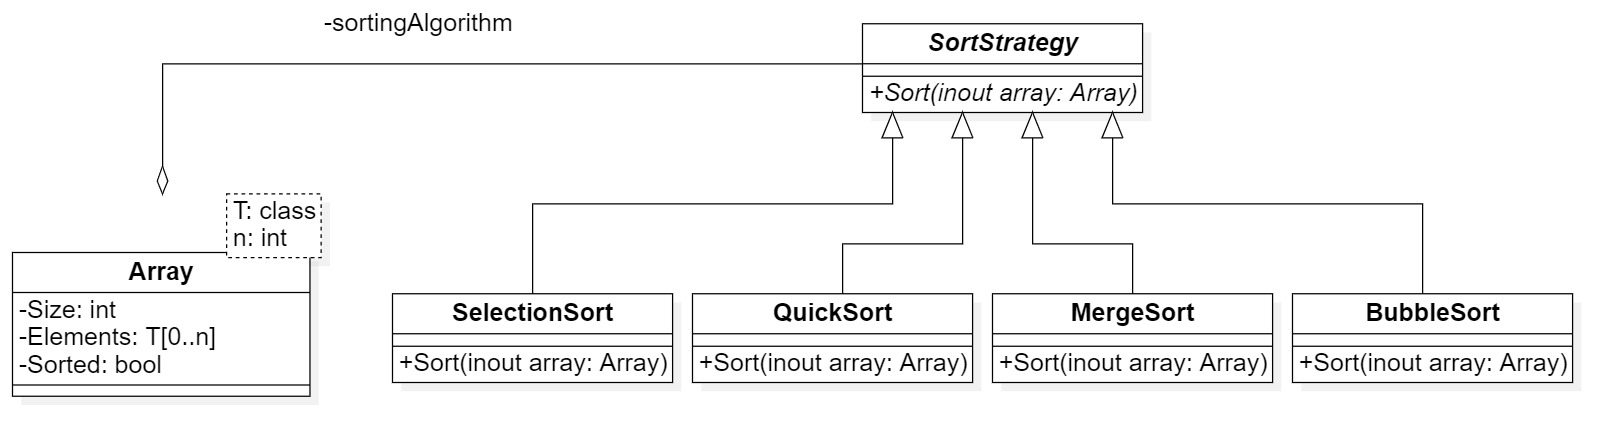 -sortingAlgorithm
SortStrategy
+Sort(inout array: Array)
T: class
n: int
Array
-Size: int
-Elements: T[0..n]
-Sorted: bool
SelectionSort
+Sort(inout array: Array)
QuickSort
+Sort(inout array: Array)
MergeSort
+Sort(inout array: Array)
BubbleSort
+Sort(inout array: Array)